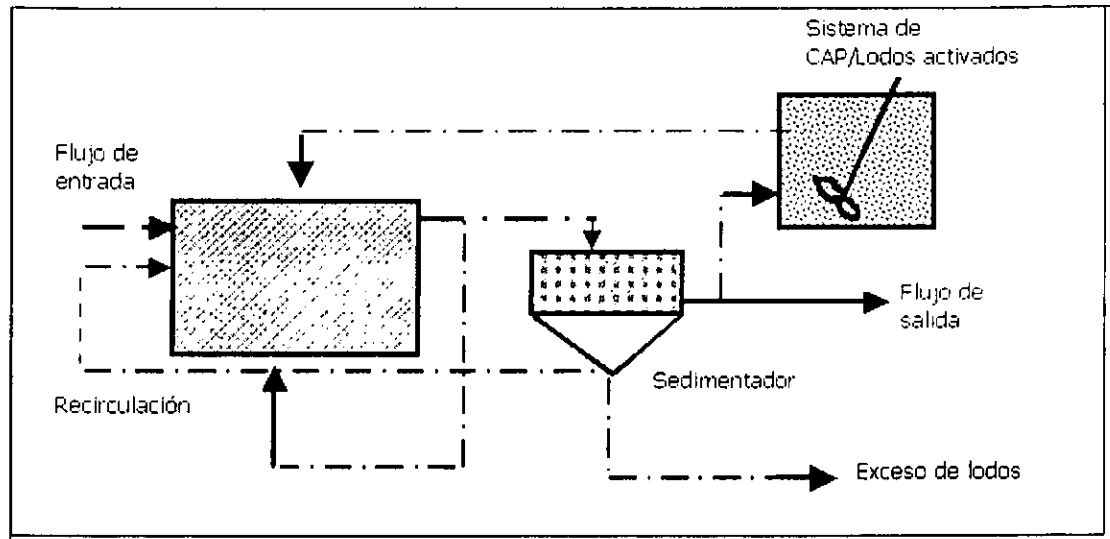 Sistema de
CAP/Lodos activados
Flujo de
entrada
Flujo de
salida
Sedimentador
Recirculación
Exceso de lodos